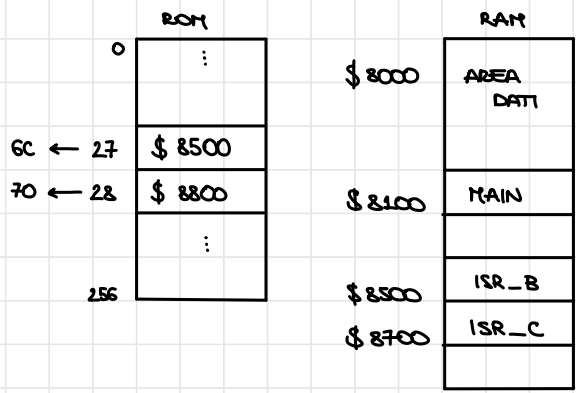 ROM
0
⋮
6C ← 27 $ 8500
70 ← 28 $ 8800
⋮
256
RAM
$ 8000 AREA
DATI
$ 8100 MAIN
$ 8500 ISR_B
$ 8700 ISR_C